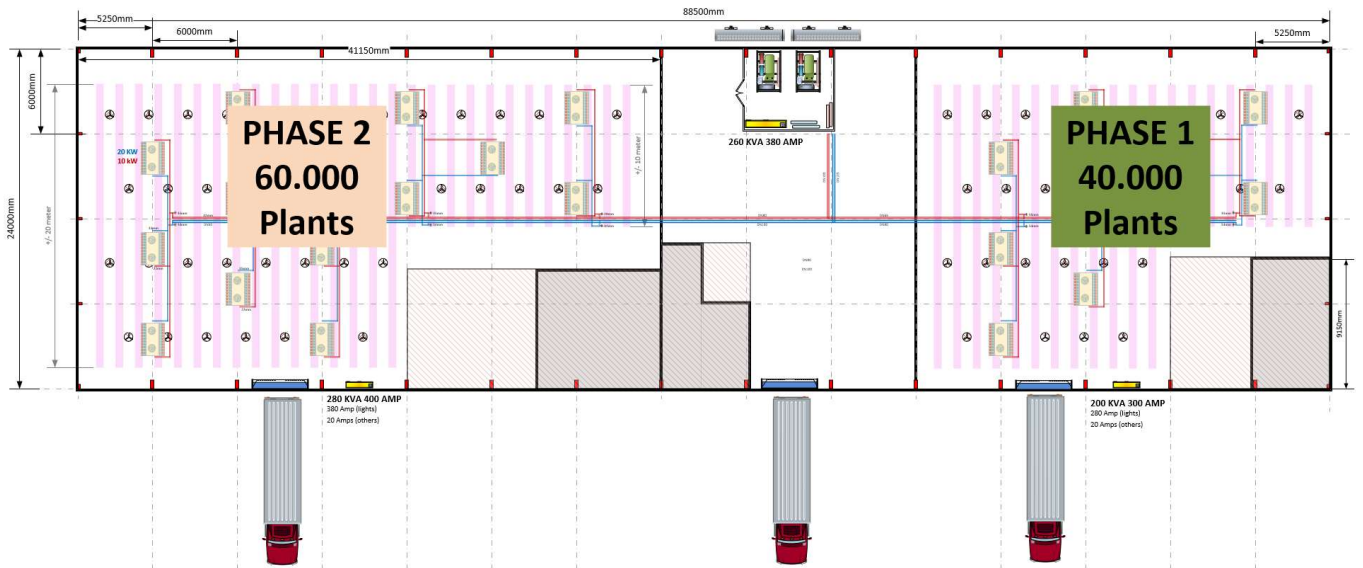 88500mm
5250mm
6000mm
41150mm
5250mm
6000mm
24000mm
+/- 20 meter
+/- 10 meter
20 KW
10 kW
PHASE 2
60.000
Plants
260 KVA 380 AMP
PHASE 1
40.000
Plants
9150mm
280 KVA 400 AMP
380 Amp (lights)
20 Amps (others)
200 KVA 300 AMP
280 Amp (lights)
20 Amps (others)